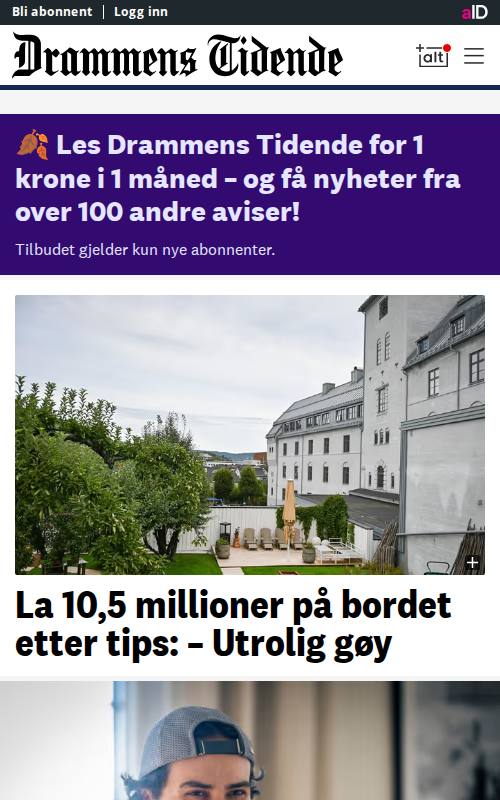 Bli abonnent
Logg inn
aID
Drammens Tidende
+alt
🍂 Les Drammens Tidende for 1
krone i 1 måned – og få nyheter fra
over 100 andre aviser!
Tilbudet gjelder kun nye abonnenter.
La 10,5 millioner på bordet
etter tips: – Utrolig gøy